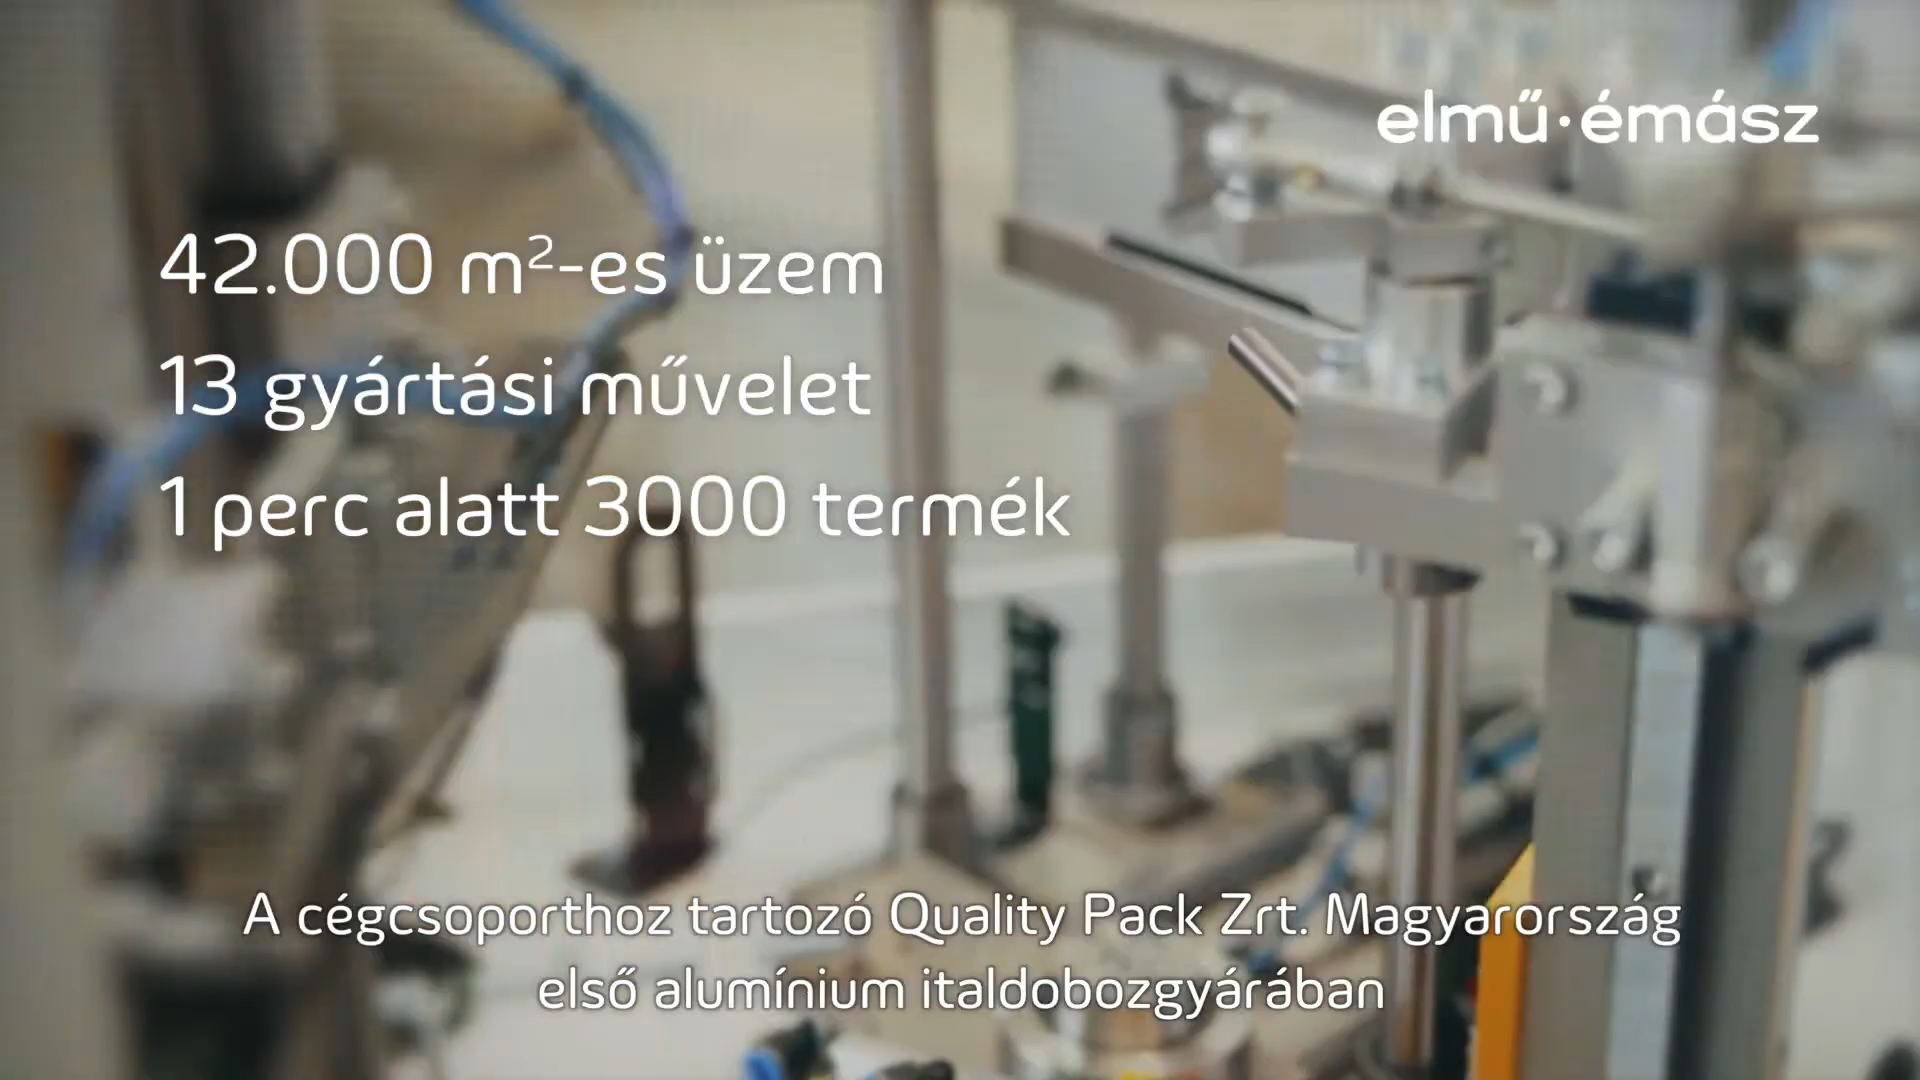 elmű·émász
42.000 m²-es üzem
13 gyártási művelet
1 perc alatt 3000 termék
A cégcsoporthoz tartozó Quality Pack Zrt. Magyarország
első alumínium italdobozgyárában